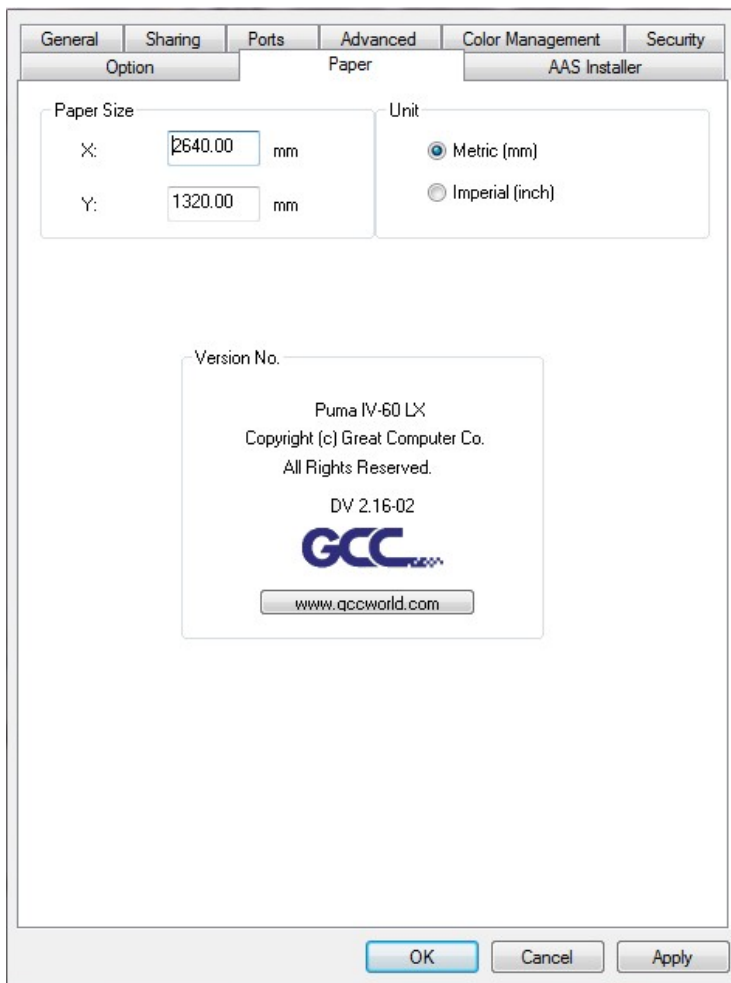 General Sharing Ports Advanced Color Management Security
Option Paper AAS Installer
Paper Size
X: 2640.00 mm
Y: 1320.00 mm
Unit
Metric (mm)
Imperial (inch)
Version No.
Puma IV-60 LX
Copyright (c) Great Computer Co.
All Rights Reserved.
DV 2.16-02
GCC
www.gccworld.com
OK Cancel Apply